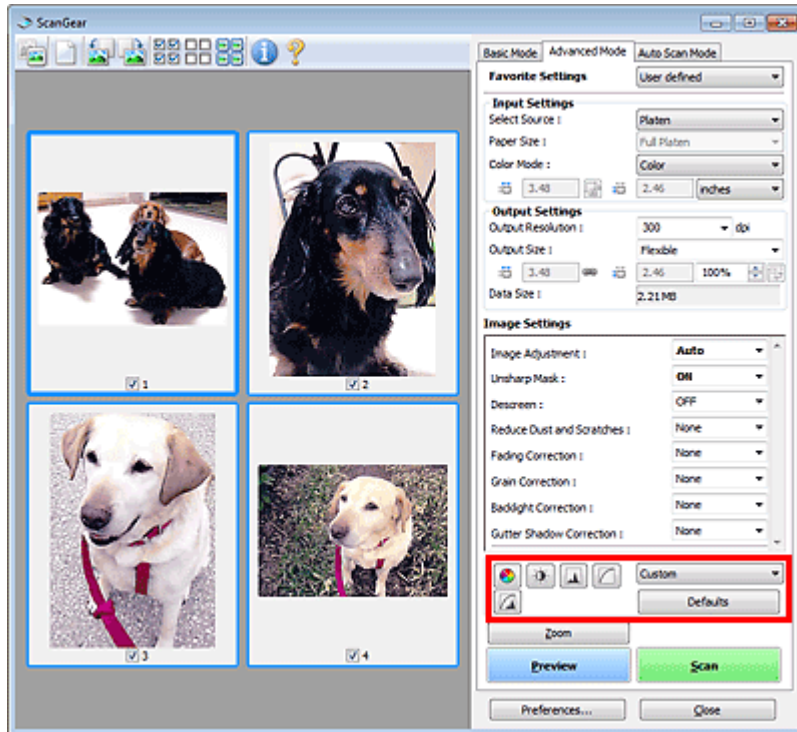 ScanGear
Basic Mode Advanced Mode Auto Scan Mode
Favorite Settings User defined
Input Settings
Select Source : Platen
Paper Size : Full Platen
Color Mode : Color
3.48 2.46 inches
Output Settings
Output Resolution : 300 dpi
Output Size : Flexible
3.48 2.46 100%
Data Size : 2.21 MB
Image Settings
Image Adjustment : Auto
Unsharp Mask : ON
Descreen : OFF
Reduce Dust and Scratches : None
Fading Correction : None
Grain Correction : None
Backlight Correction : None
Gutter Shadow Correction : None
Custom
Defaults
Zoom
Preview Scan
Preferences... Close
1
2
3
4